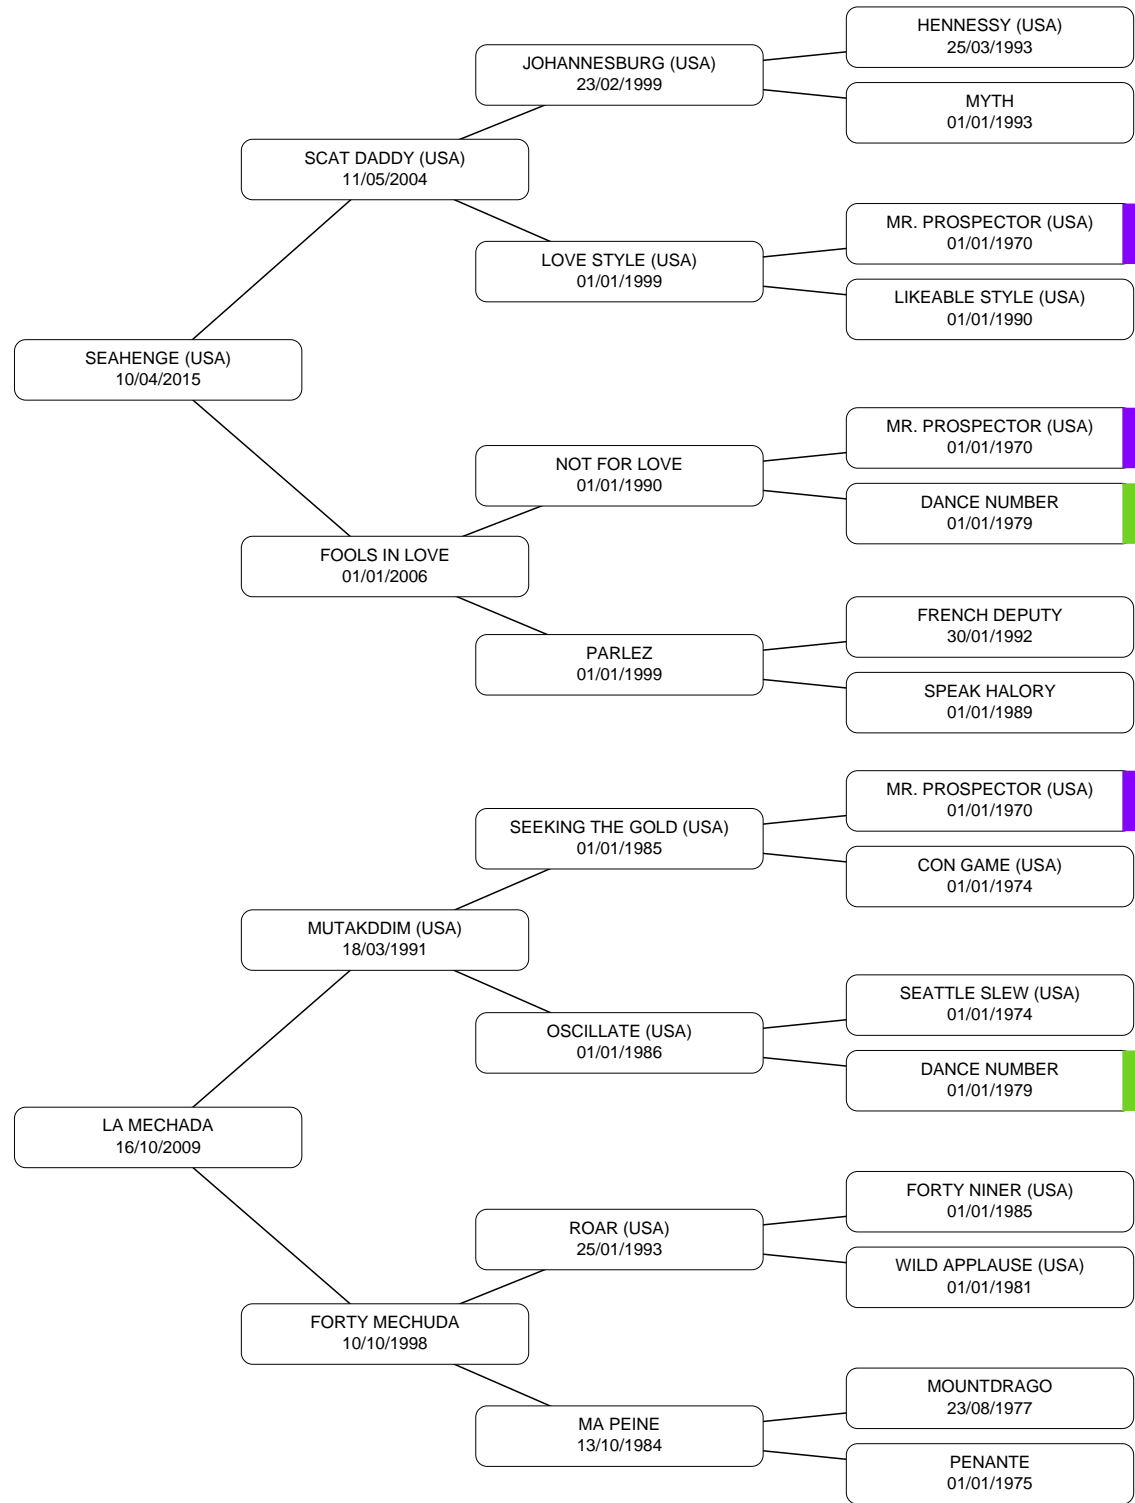 HENNESSY (USA)
25/03/1993
JOHANNESBURG (USA)
23/02/1999
MYTH
01/01/1993
SCAT DADDY (USA)
11/05/2004
MR. PROSPECTOR (USA)
01/01/1970
LOVE STYLE (USA)
01/01/1999
LIKEABLE STYLE (USA)
01/01/1990
SEAHENGE (USA)
10/04/2015
MR. PROSPECTOR (USA)
01/01/1970
NOT FOR LOVE
01/01/1990
DANCE NUMBER
01/01/1979
FOOLS IN LOVE
01/01/2006
FRENCH DEPUTY
30/01/1992
PARLEZ
01/01/1999
SPEAK HALORY
01/01/1989
MR. PROSPECTOR (USA)
01/01/1970
SEEKING THE GOLD (USA)
01/01/1985
CON GAME (USA)
01/01/1974
MUTAKDDIM (USA)
18/03/1991
SEATTLE SLEW (USA)
01/01/1974
OSCILLATE (USA)
01/01/1986
DANCE NUMBER
01/01/1979
LA MECHADA
16/10/2009
FORTY NINER (USA)
01/01/1985
ROAR (USA)
25/01/1993
WILD APPLAUSE (USA)
01/01/1981
FORTY MECHUDA
10/10/1998
MOUNTDRAGO
23/08/1977
MA PEINE
13/10/1984
PENANTE
01/01/1975